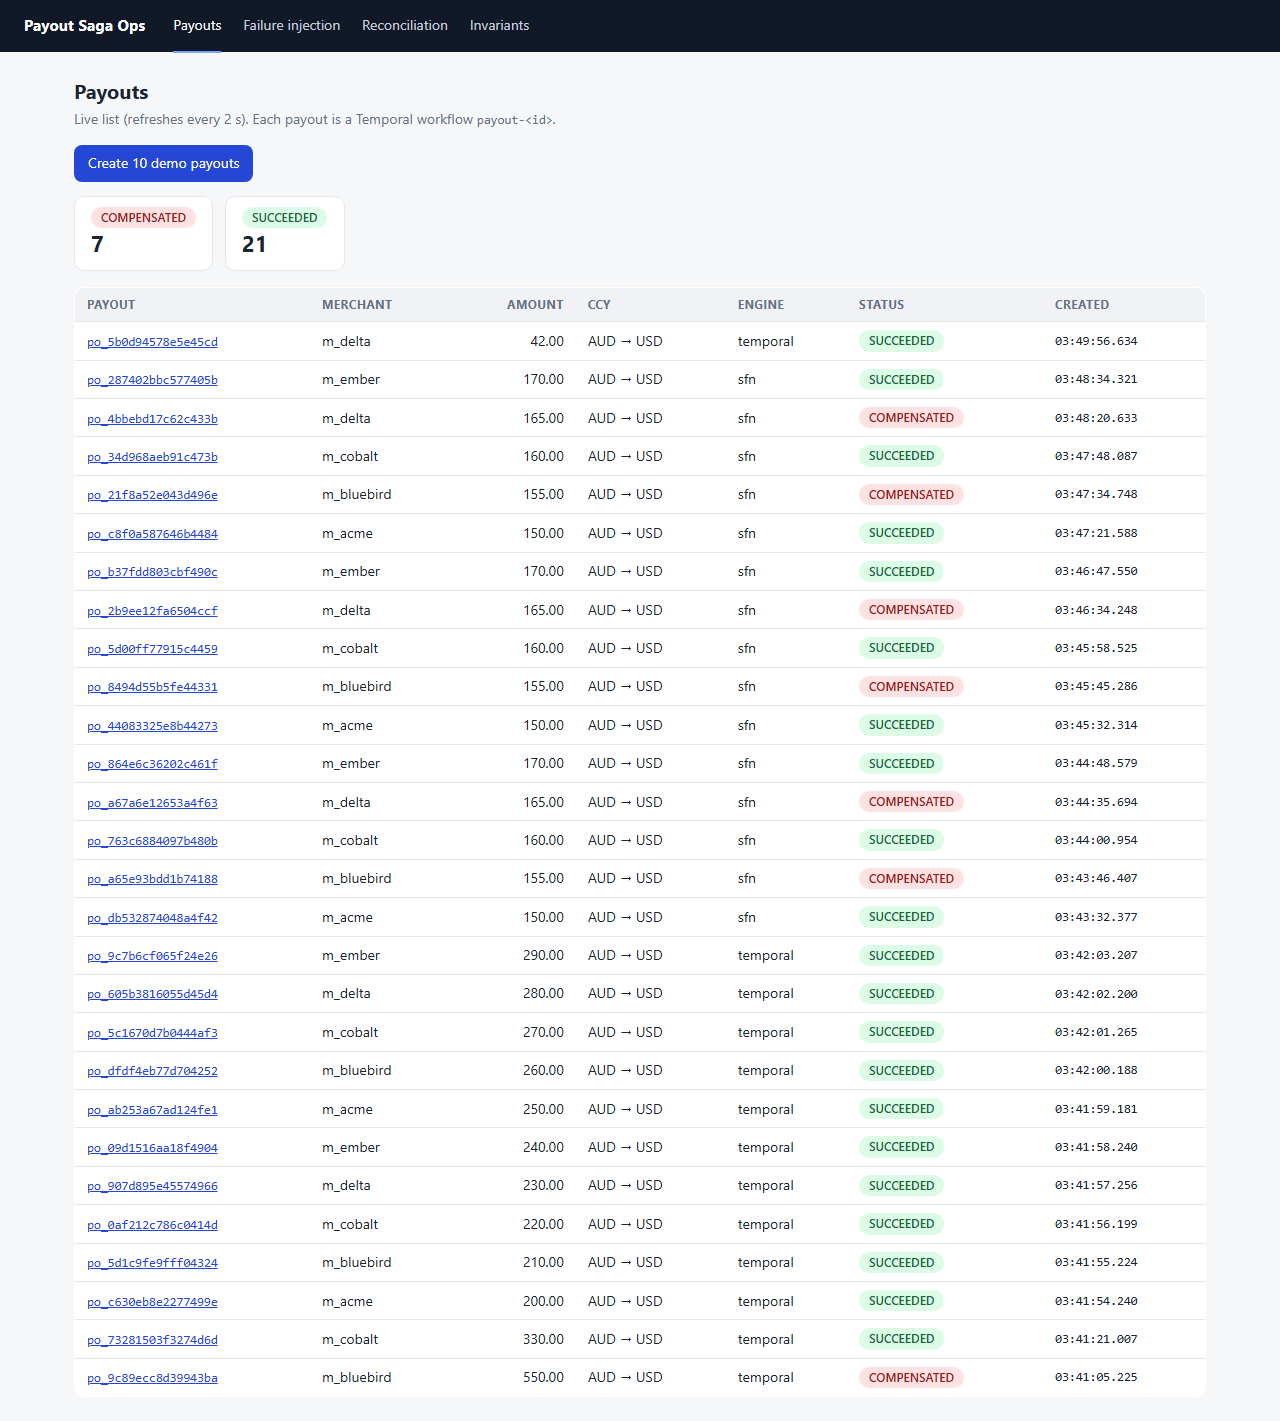 Payout Saga Ops Payouts Failure injection Reconciliation Invariants
Payouts
Live list (refreshes every 2 s). Each payout is a Temporal workflow payout-<id>.
Create 10 demo payouts
COMPENSATED SUCCEEDED
7 21
PAYOUT MERCHANT AMOUNT CCY ENGINE STATUS CREATED
po_5b0d94578e5e45cd m_delta 42.00 AUD → USD temporal SUCCEEDED 03:49:56.634
po_287402bbc577405b m_ember 170.00 AUD → USD sfn SUCCEEDED 03:48:34.321
po_4bbebd17c62c433b m_delta 165.00 AUD → USD sfn COMPENSATED 03:48:20.633
po_34d968aeb91c473b m_cobalt 160.00 AUD → USD sfn SUCCEEDED 03:47:48.087
po_21f8a52e043d496e m_bluebird 155.00 AUD → USD sfn COMPENSATED 03:47:34.748
po_c8f0a587646b4484 m_acme 150.00 AUD → USD sfn SUCCEEDED 03:47:21.588
po_b37fdd803cbf490c m_ember 170.00 AUD → USD sfn SUCCEEDED 03:46:47.550
po_2b9ee12fa6504ccf m_delta 165.00 AUD → USD sfn COMPENSATED 03:46:34.248
po_5d00ff77915c4459 m_cobalt 160.00 AUD → USD sfn SUCCEEDED 03:45:58.525
po_8494d55b5fe44331 m_bluebird 155.00 AUD → USD sfn COMPENSATED 03:45:45.286
po_44083325e8b44273 m_acme 150.00 AUD → USD sfn SUCCEEDED 03:45:32.314
po_864e6c36202c461f m_ember 170.00 AUD → USD sfn SUCCEEDED 03:44:48.579
po_a67a6e12653a4f63 m_delta 165.00 AUD → USD sfn COMPENSATED 03:44:35.694
po_763c6884097b480b m_cobalt 160.00 AUD → USD sfn SUCCEEDED 03:44:00.954
po_a65e93bdd1b74188 m_bluebird 155.00 AUD → USD sfn COMPENSATED 03:43:46.407
po_db532874048a4f42 m_acme 150.00 AUD → USD sfn SUCCEEDED 03:43:32.377
po_9c7b6cf065f24e26 m_ember 290.00 AUD → USD temporal SUCCEEDED 03:42:03.207
po_605b3816055d45d4 m_delta 280.00 AUD → USD temporal SUCCEEDED 03:42:02.200
po_5c1670d7b0444af3 m_cobalt 270.00 AUD → USD temporal SUCCEEDED 03:42:01.265
po_dfdf4eb77d704252 m_bluebird 260.00 AUD → USD temporal SUCCEEDED 03:42:00.188
po_ab253a67ad124fe1 m_acme 250.00 AUD → USD temporal SUCCEEDED 03:41:59.181
po_09d1516aa18f4904 m_ember 240.00 AUD → USD temporal SUCCEEDED 03:41:58.240
po_907d895e45574966 m_delta 230.00 AUD → USD temporal SUCCEEDED 03:41:57.256
po_0af212c786c0414d m_cobalt 220.00 AUD → USD temporal SUCCEEDED 03:41:56.199
po_5d1c9fe9fff04324 m_bluebird 210.00 AUD → USD temporal SUCCEEDED 03:41:55.224
po_c630eb8e2277499e m_acme 200.00 AUD → USD temporal SUCCEEDED 03:41:54.240
po_73281503f3274d6d m_cobalt 330.00 AUD → USD temporal SUCCEEDED 03:41:21.007
po_9c89ecc8d39943ba m_bluebird 550.00 AUD → USD temporal COMPENSATED 03:41:05.225